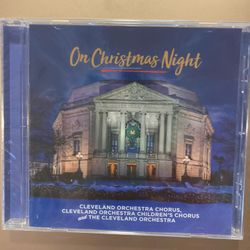 On Christmas Night
CLEVELAND ORCHESTRA CHORUS,
CLEVELAND ORCHESTRA CHILDREN'S CHORUS
and THE CLEVELAND ORCHESTRA